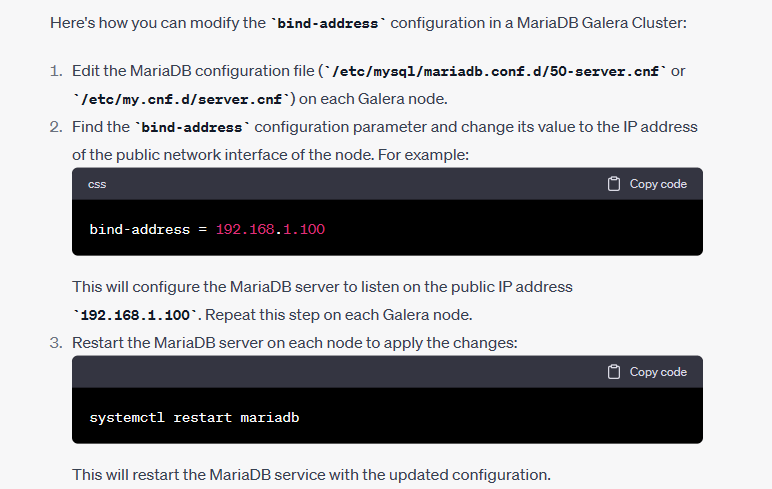 Here's how you can modify the `bind-address` configuration in a MariaDB Galera Cluster:
1. Edit the MariaDB configuration file (`/etc/mysql/mariadb.conf.d/50-server.cnf` or
`/etc/my.cnf.d/server.cnf`) on each Galera node.
2. Find the `bind-address` configuration parameter and change its value to the IP address
of the public network interface of the node. For example:
css Copy code
bind-address = 192.168.1.100
This will configure the MariaDB server to listen on the public IP address
`192.168.1.100`. Repeat this step on each Galera node.
3. Restart the MariaDB server on each node to apply the changes:
Copy code
systemctl restart mariadb
This will restart the MariaDB service with the updated configuration.